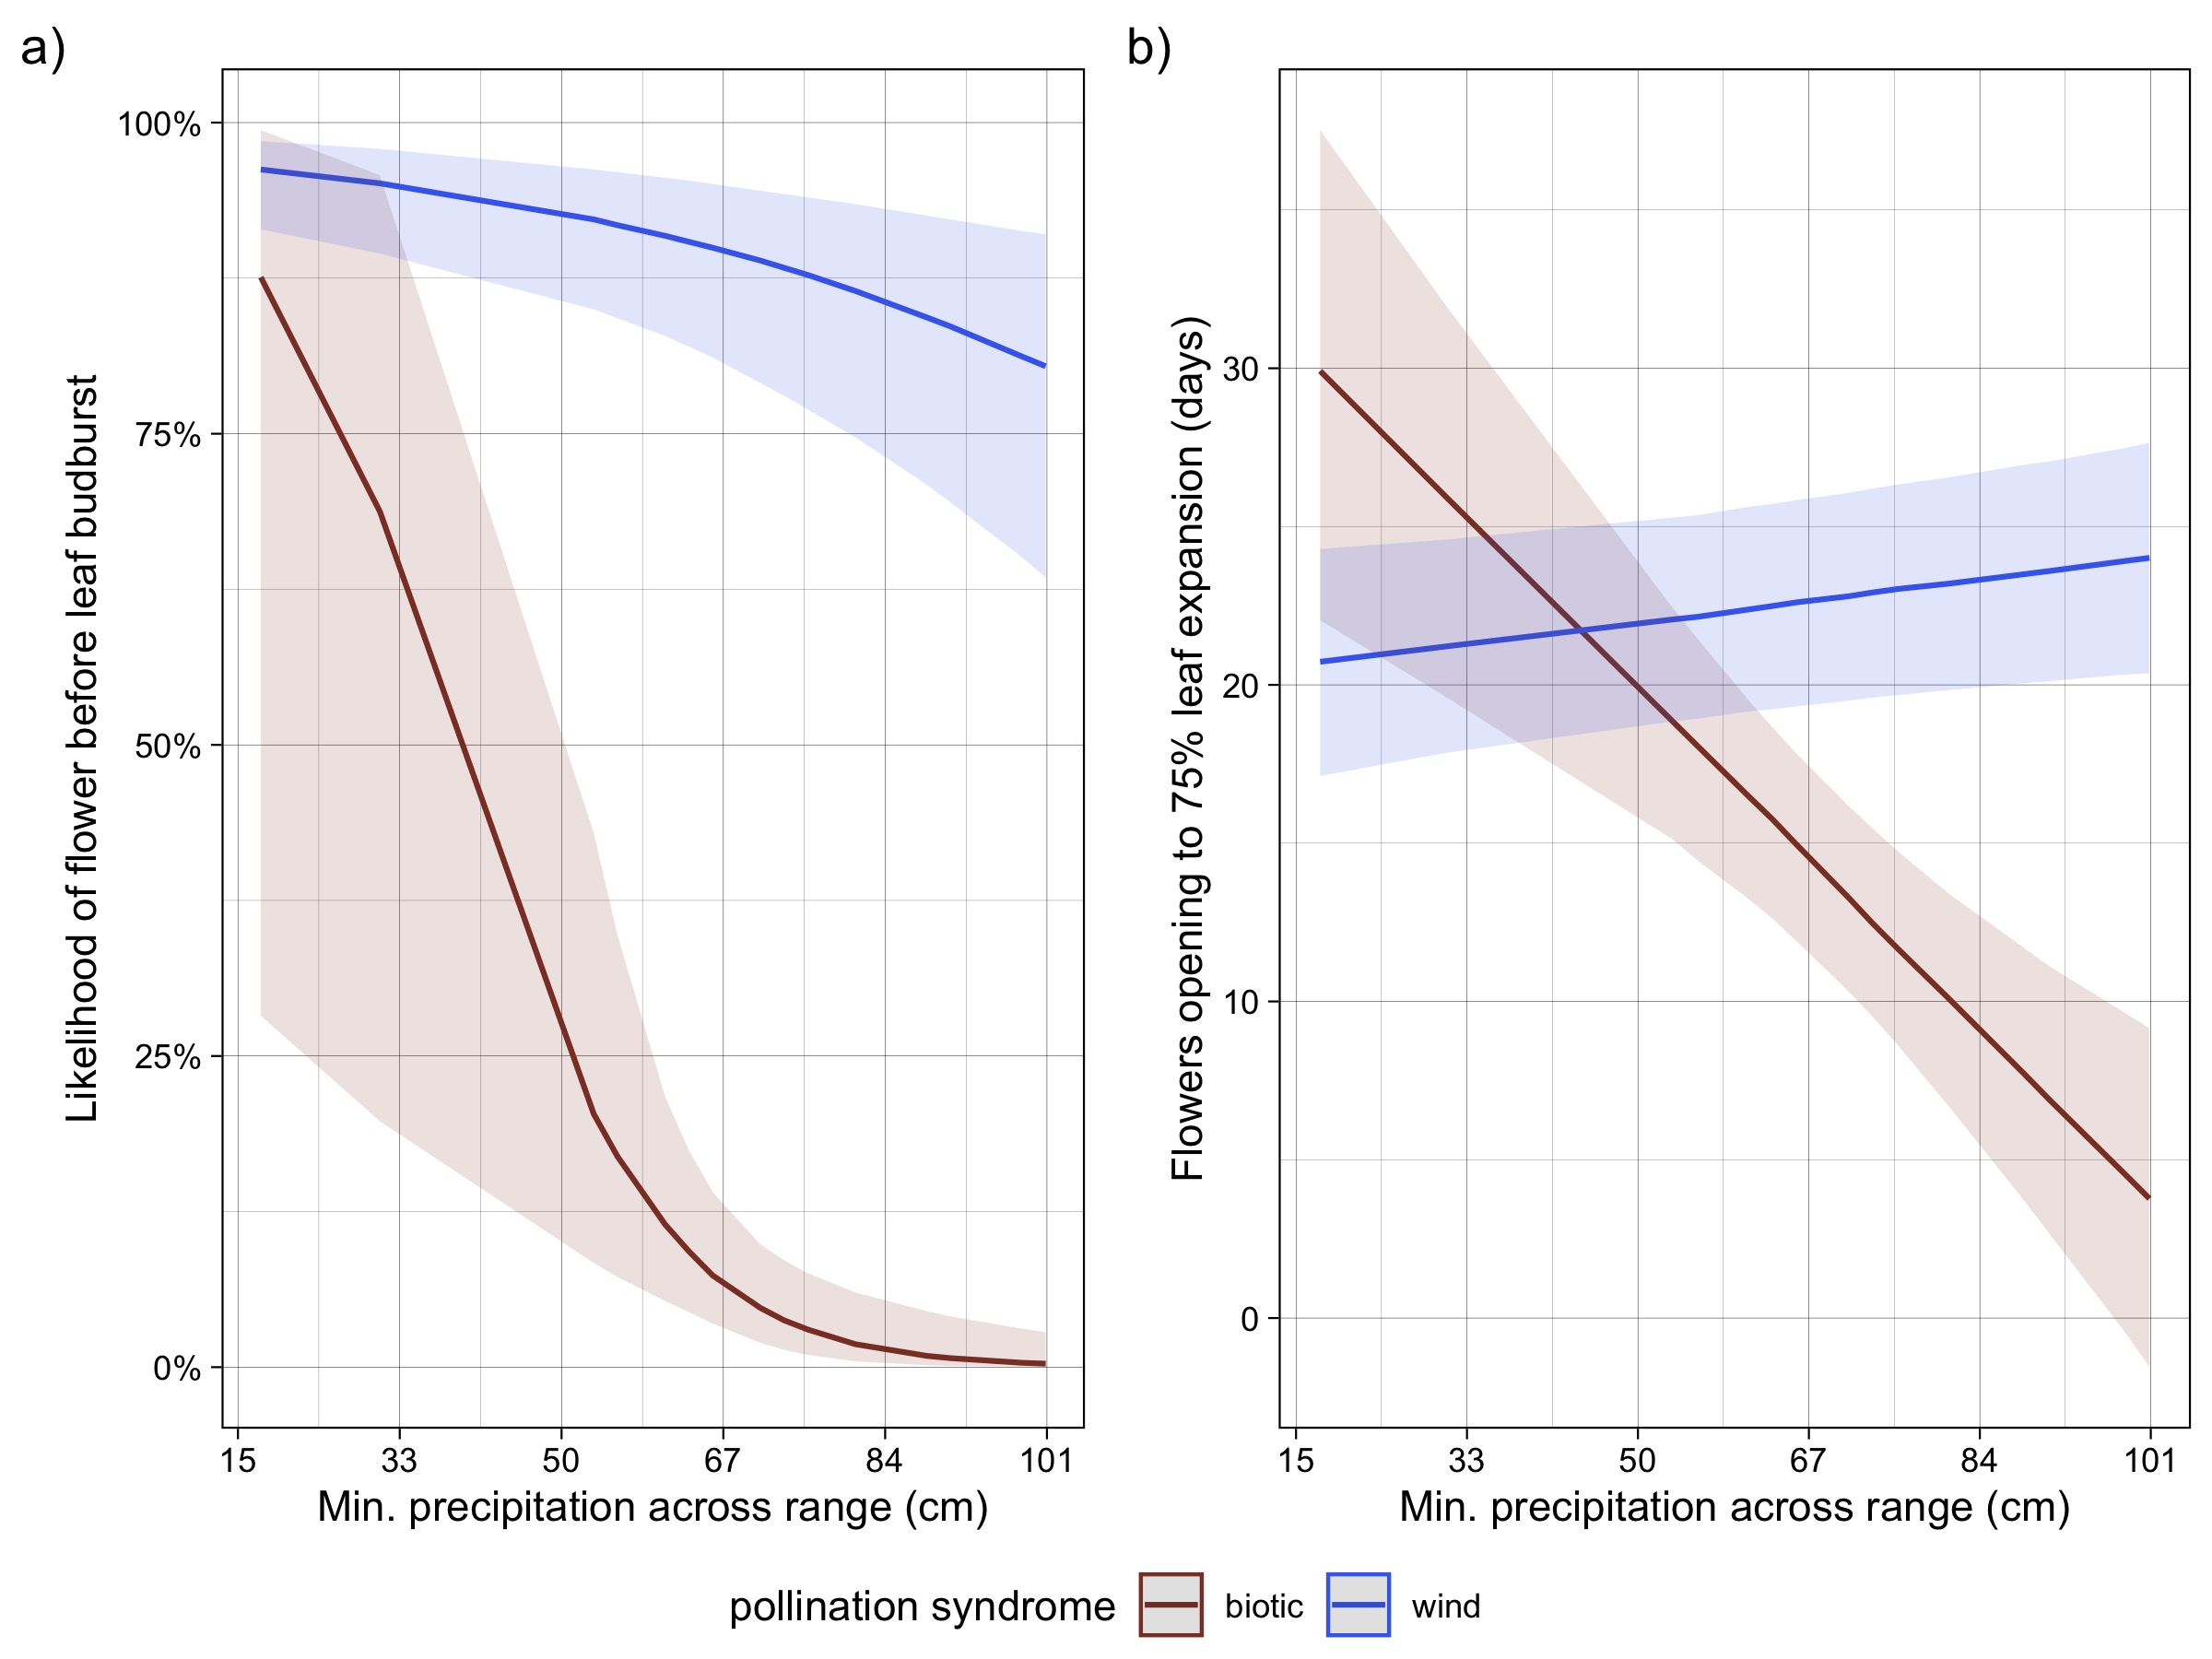 a)
Likelihood of flower before leaf budburst
100%
75%
50%
25%
0%
15 33 50 67 84 101
Min. precipitation across range (cm)
b)
Flowers opening to 75% leaf expansion (days)
30
20
10
0
15 33 50 67 84 101
Min. precipitation across range (cm)
pollination syndrome biotic wind